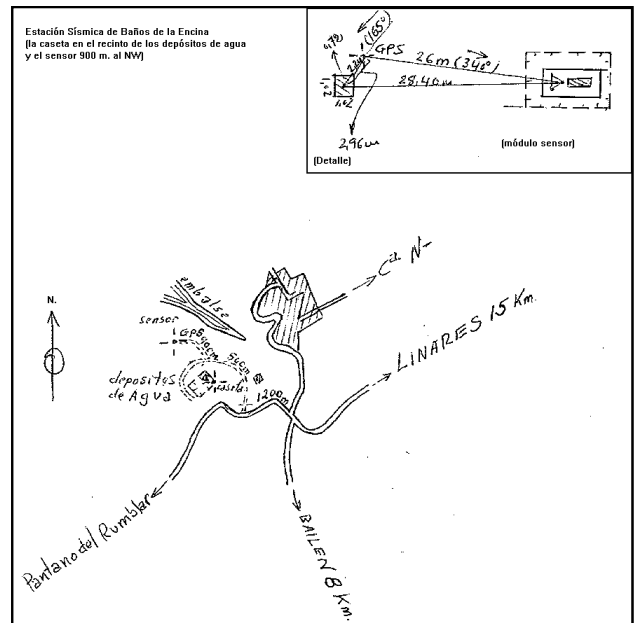 Estación Sísmica de Baños de la Encina
(la caseta en el recinto de los depósitos de agua
y el sensor 900 m. al NW)
(165º)
GPS
26m (340º)
28,40m
2,96m
(módulo sensor)
(Detalle)
N.
embalse
sensor
GPS
caseta
1200m
depositos
de Agua
Cª N-
LINARES 15 Km.
Pantano del Rumblar
BAILEN 8 Km.